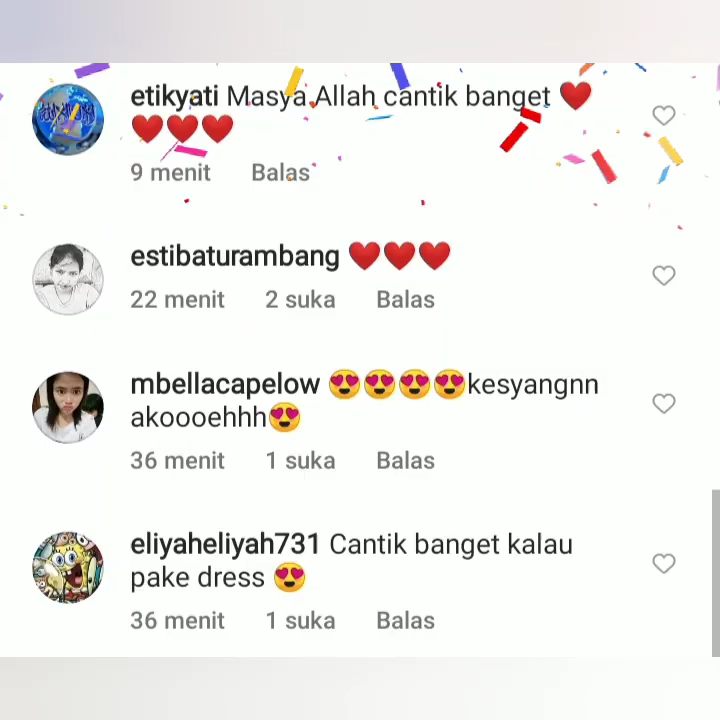 etikyati Masya Allah cantik banget ❤️
❤️❤️❤️
9 menit Balas
estibaturambang ❤️❤️❤️
22 menit 2 suka Balas
mbellacapelow 😍😍😍😍kesyangnn
akoooehhh😍
36 menit 1 suka Balas
eliyaheliyah731 Cantik banget kalau
pake dress 😍
36 menit 1 suka Balas